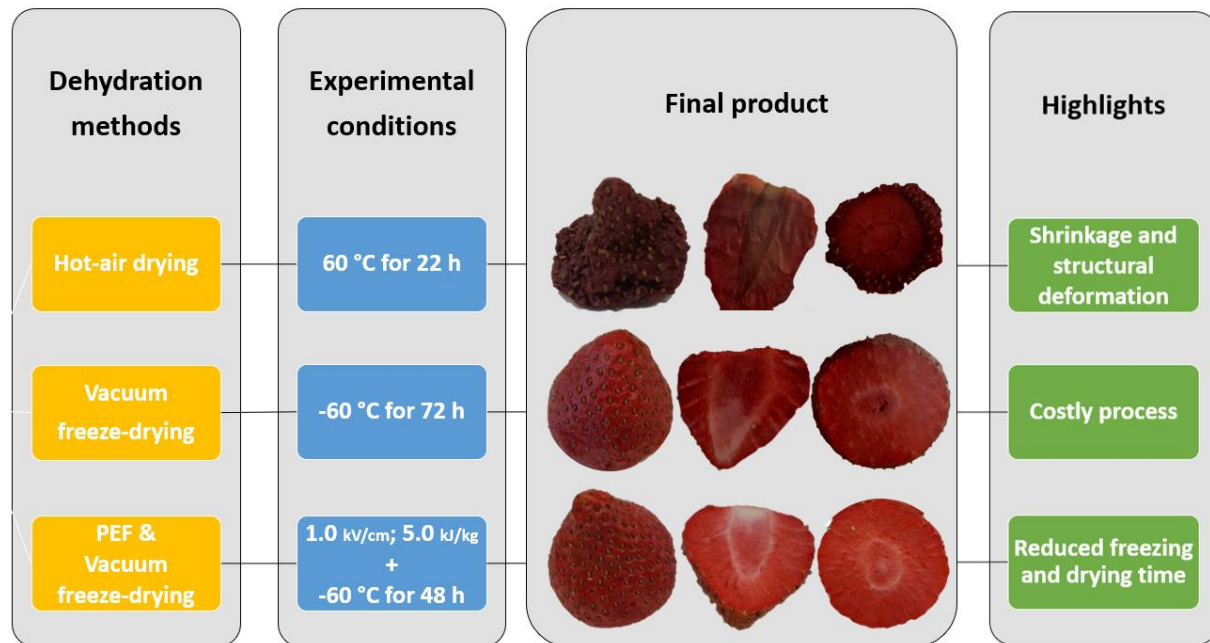 Dehydration
methods
Experimental
conditions
Final product
Highlights
Hot-air drying
60 °C for 22 h
Shrinkage and
structural
deformation
Vacuum
freeze-drying
-60 °C for 72 h
Costly process
PEF &
Vacuum
freeze-drying
1.0 kV/cm; 5.0 kJ/kg
+
-60 °C for 48 h
Reduced freezing
and drying time